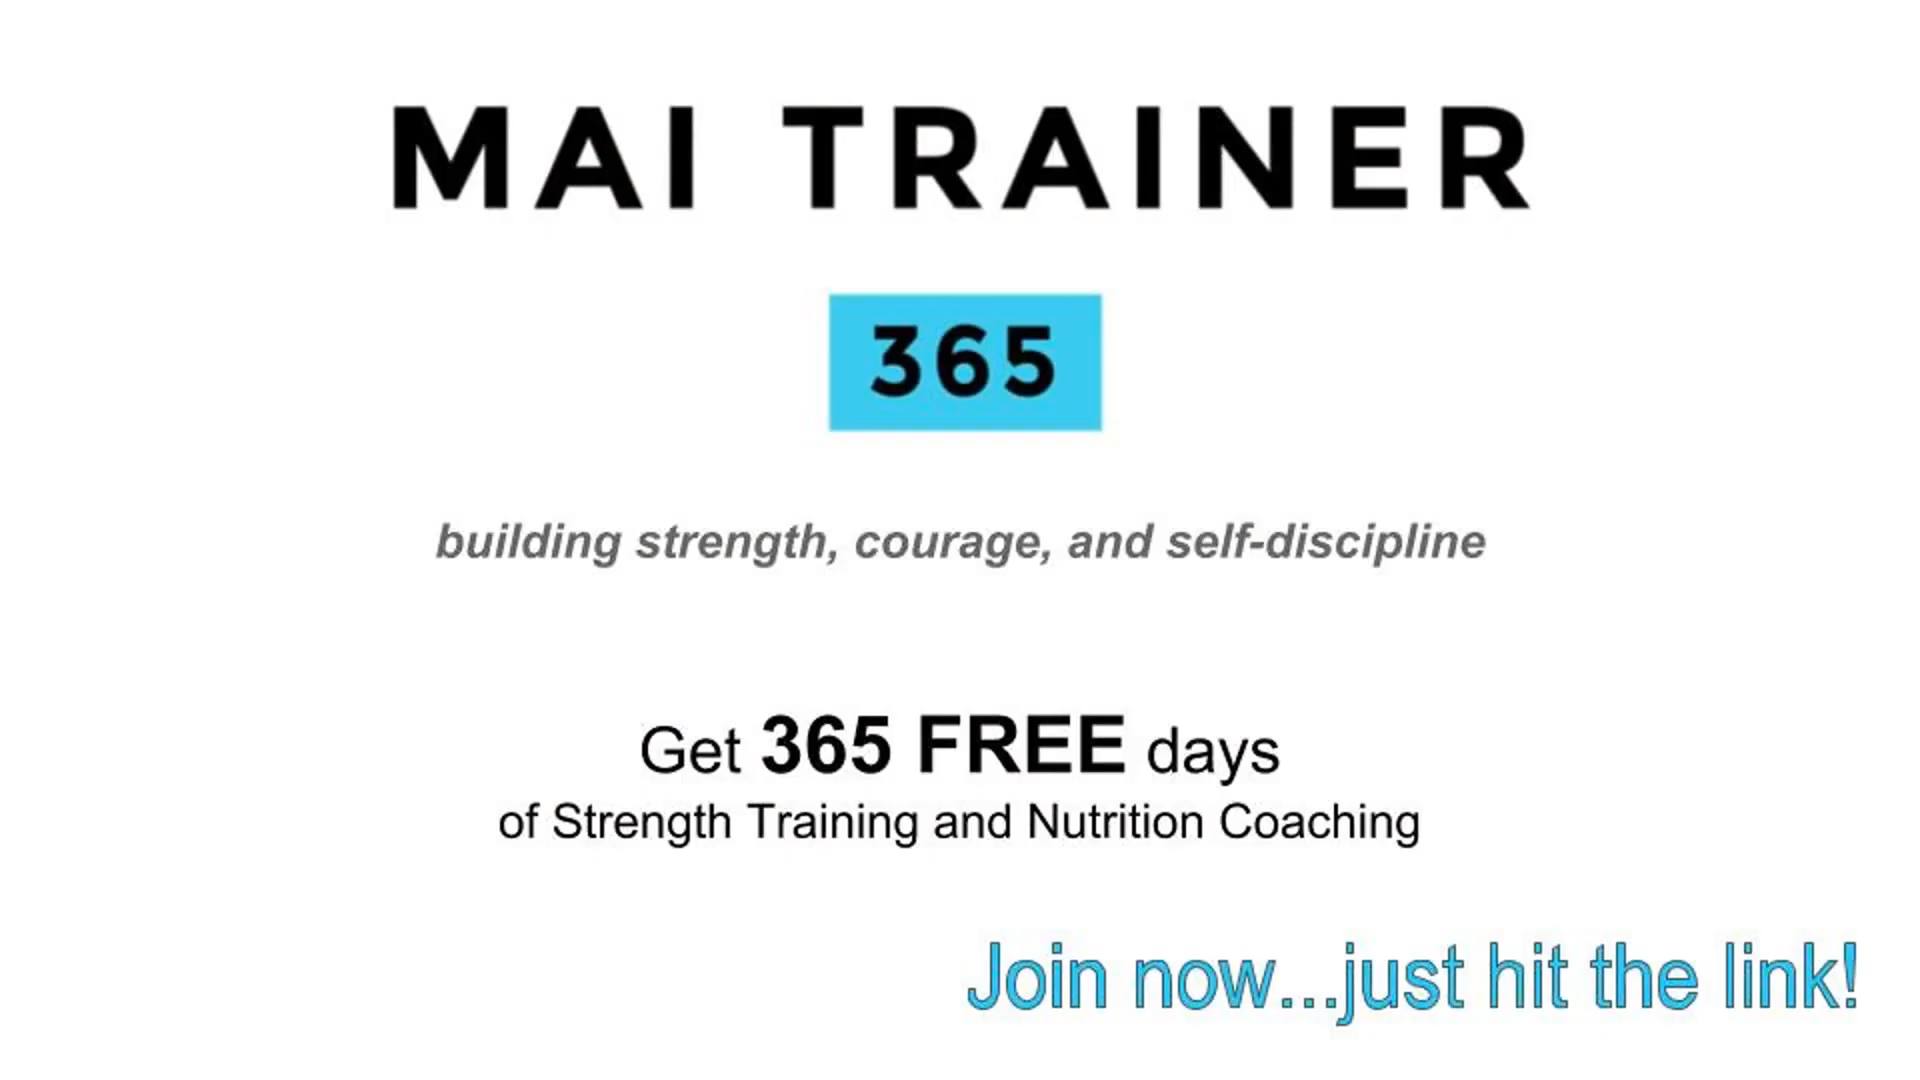 MAI TRAINER
365
building strength, courage, and self-discipline
Get 365 FREE days
of Strength Training and Nutrition Coaching
Join now...just hit the link!